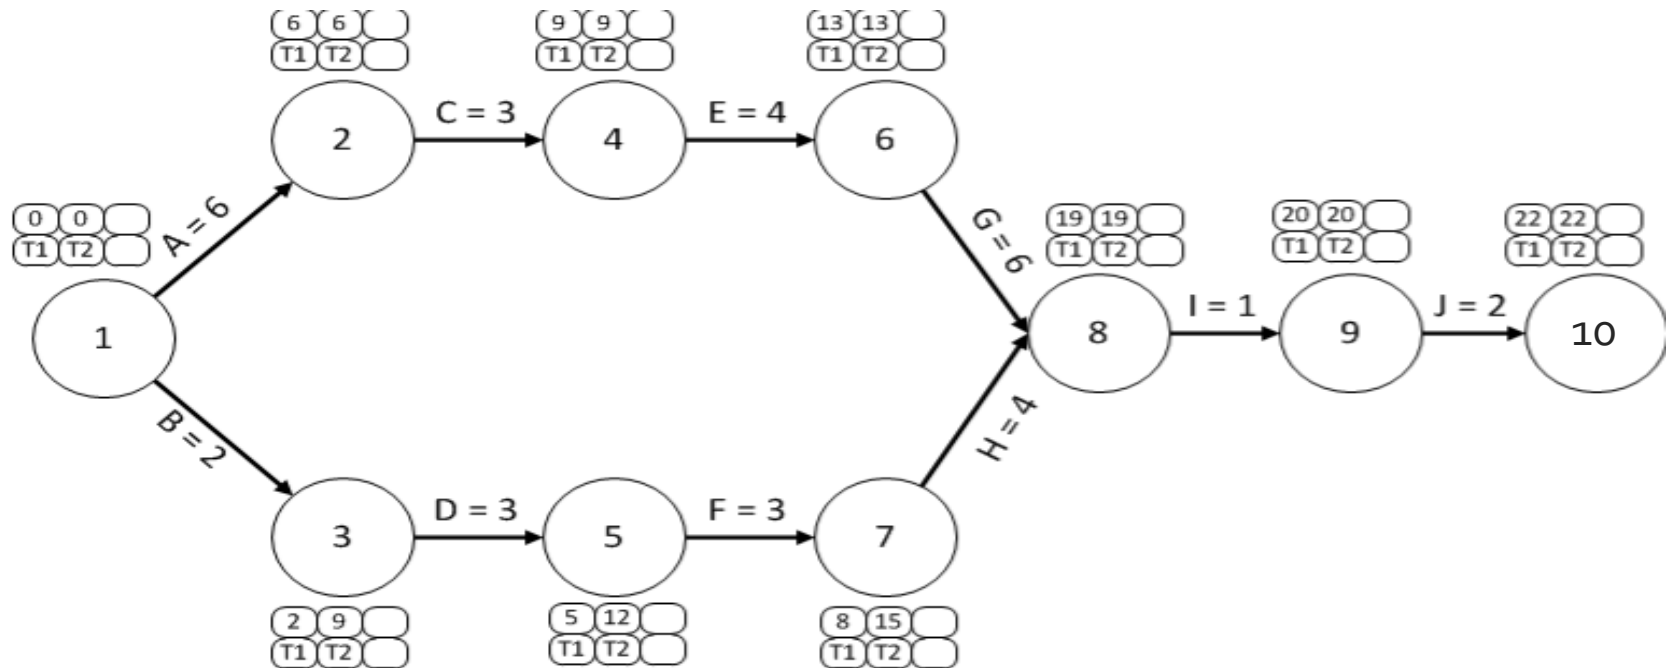 6 6
T1 T2
9 9
T1 T2
13 13
T1 T2
2
C = 3
4
E = 4
6
0 0
T1 T2
A = 6
G = 6
19 19
T1 T2
20 20
T1 T2
22 22
T1 T2
1
8
I = 1
9
J = 2
10
B = 2
H = 4
3
D = 3
5
F = 3
7
2 9
T1 T2
5 12
T1 T2
8 15
T1 T2